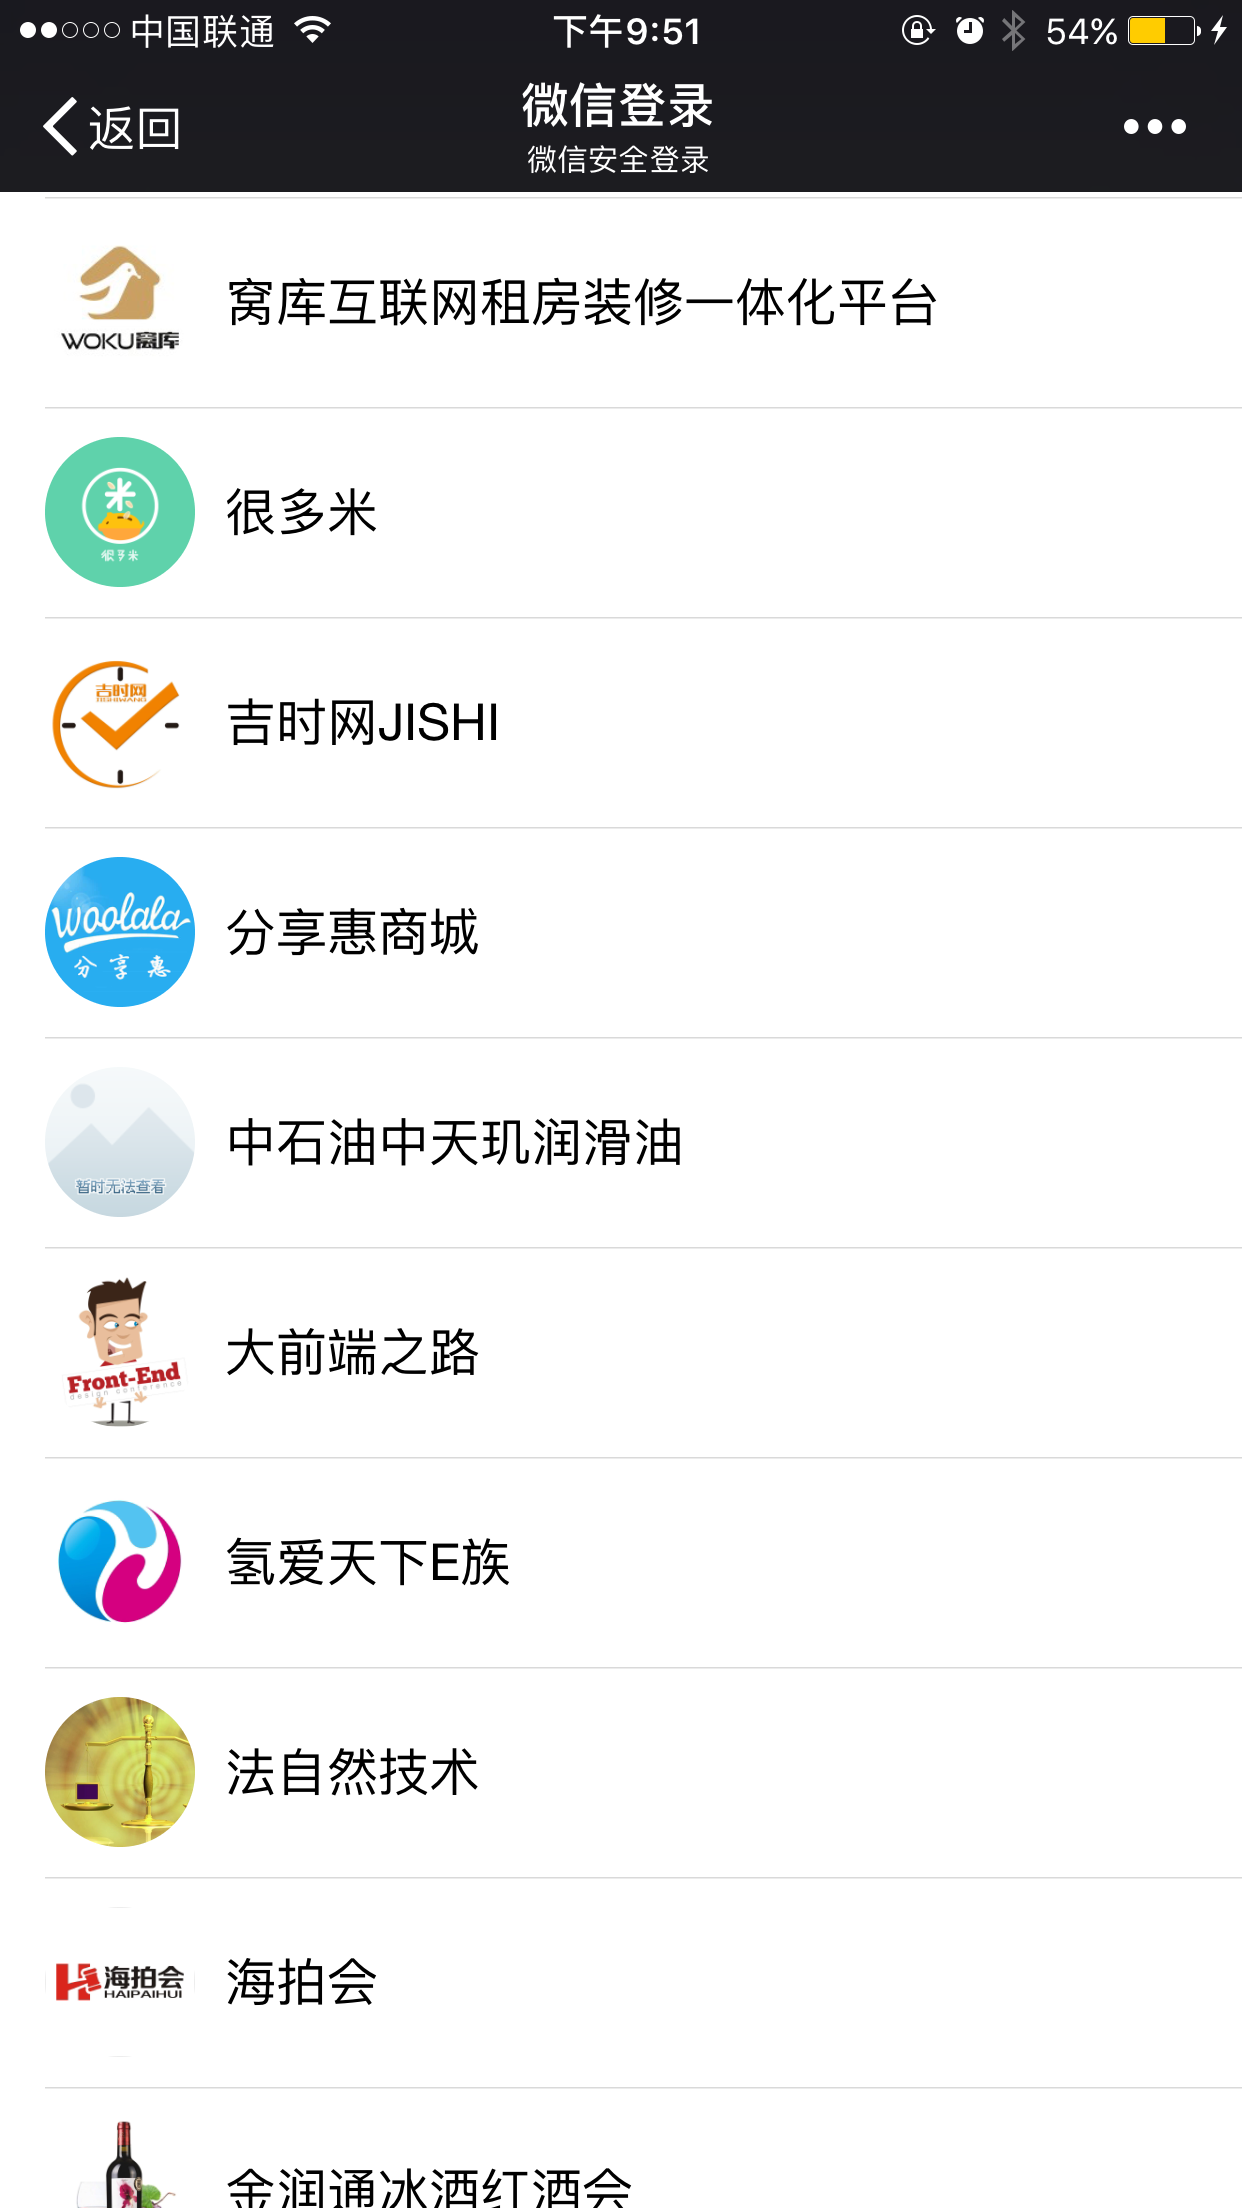 中国联通
下午9:51
54%
返回
微信登录
微信安全登录
WOKU窝库
窝库互联网租房装修一体化平台
很多米
很多米
吉时网
JISHIWANG
吉时网JISHI
woolala
分享惠
分享惠商城
暂时无法查看
中石油中天玑润滑油
Front-End
design conference
大前端之路
氢爱天下E族
法自然技术
海拍会
HAIPAIHUI
海拍会
金润通冰酒红酒会